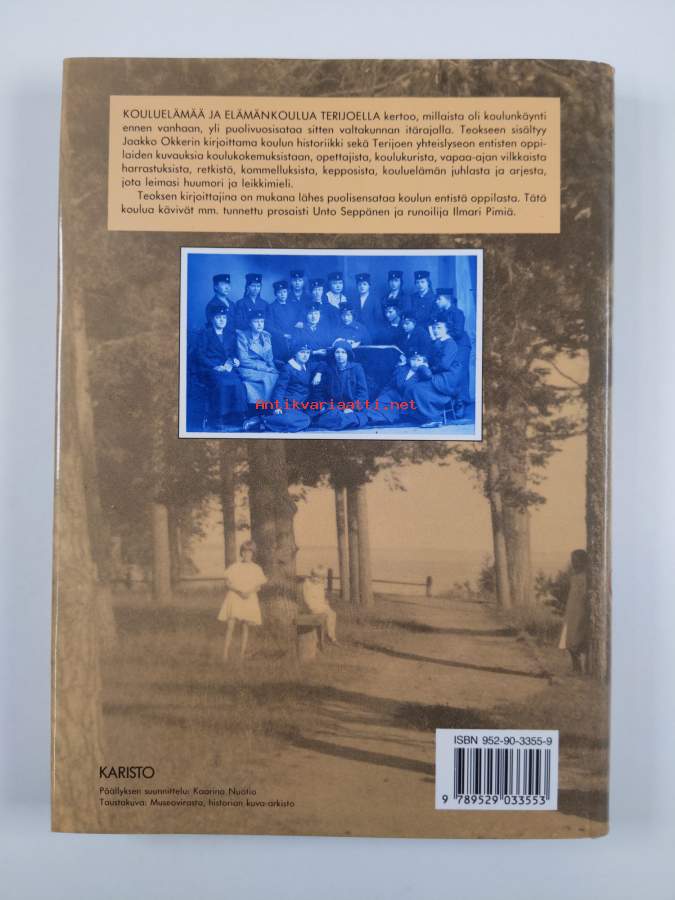 KOULUELÄMÄÄ JA ELÄMÄNKOULUA TERIJOELLA kertoo, millaista oli koulunkäynti
ennen vanhaan, yli puolivuosisataa sitten valtakunnan itärajalla. Teokseen sisältyy
Jaakko Okkerin kirjoittama koulun historiikki sekä Terijoen yhteislyseon entisten oppi-
laiden kuvauksia koulukokemuksistaan, opettajista, koulukurista, vapaa-ajan vilkkaista
harrastuksista, retkistä, kommelluksista, kepposista, kouluelämän juhlasta ja arjesta,
jota leimasi huumori ja leikkimieli.
Teoksen kirjoittajina on mukana lähes puolisensataa koulun entistä oppilasta. Tätä
koulua kävivät mm. tunnettu prosaisti Unto Seppänen ja runoilija Ilmari Pimiä.
Antikvariaatti.net
ISBN 952-90-3355-9
9 789529 033553
KARISTO
Päällyksen suunnittelu: Kaarina Nuotio
Taustakuva: Museovirasto, historian kuva-arkisto